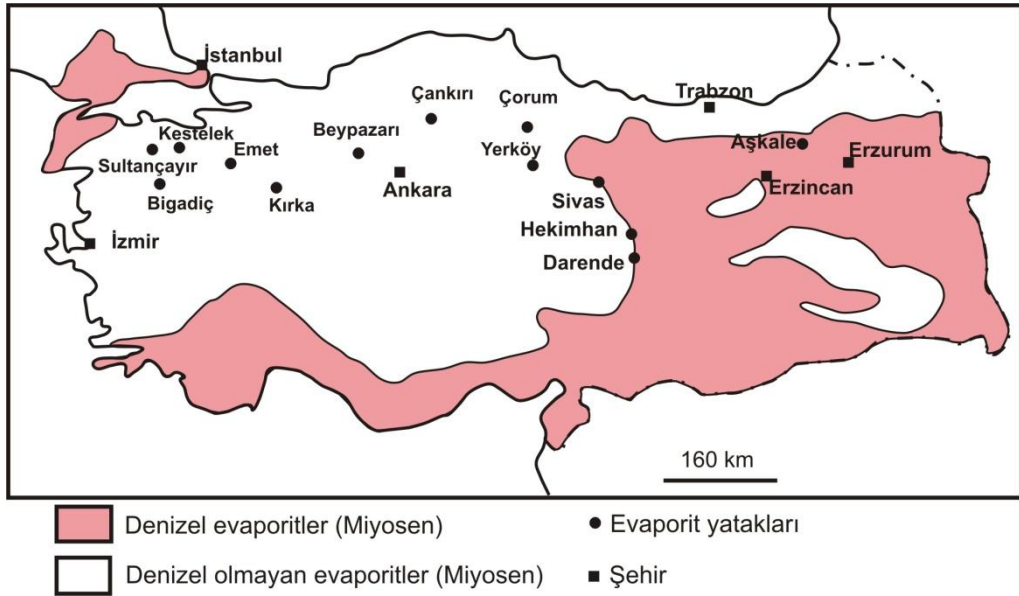 İstanbul
Çankırı
Çorum
Trabzon
Kestelek
Beypazarı
Aşkale
Sultançayır
Emet
Yerköy
Erzurum
Ankara
Erzincan
Bigadiç
Kırka
Sivas
Hekimhan
İzmir
Darende
160 km
Denizel evaporitler (Miyosen)
Evaporit yatakları
Denizel olmayan evaporitler (Miyosen)
Şehir